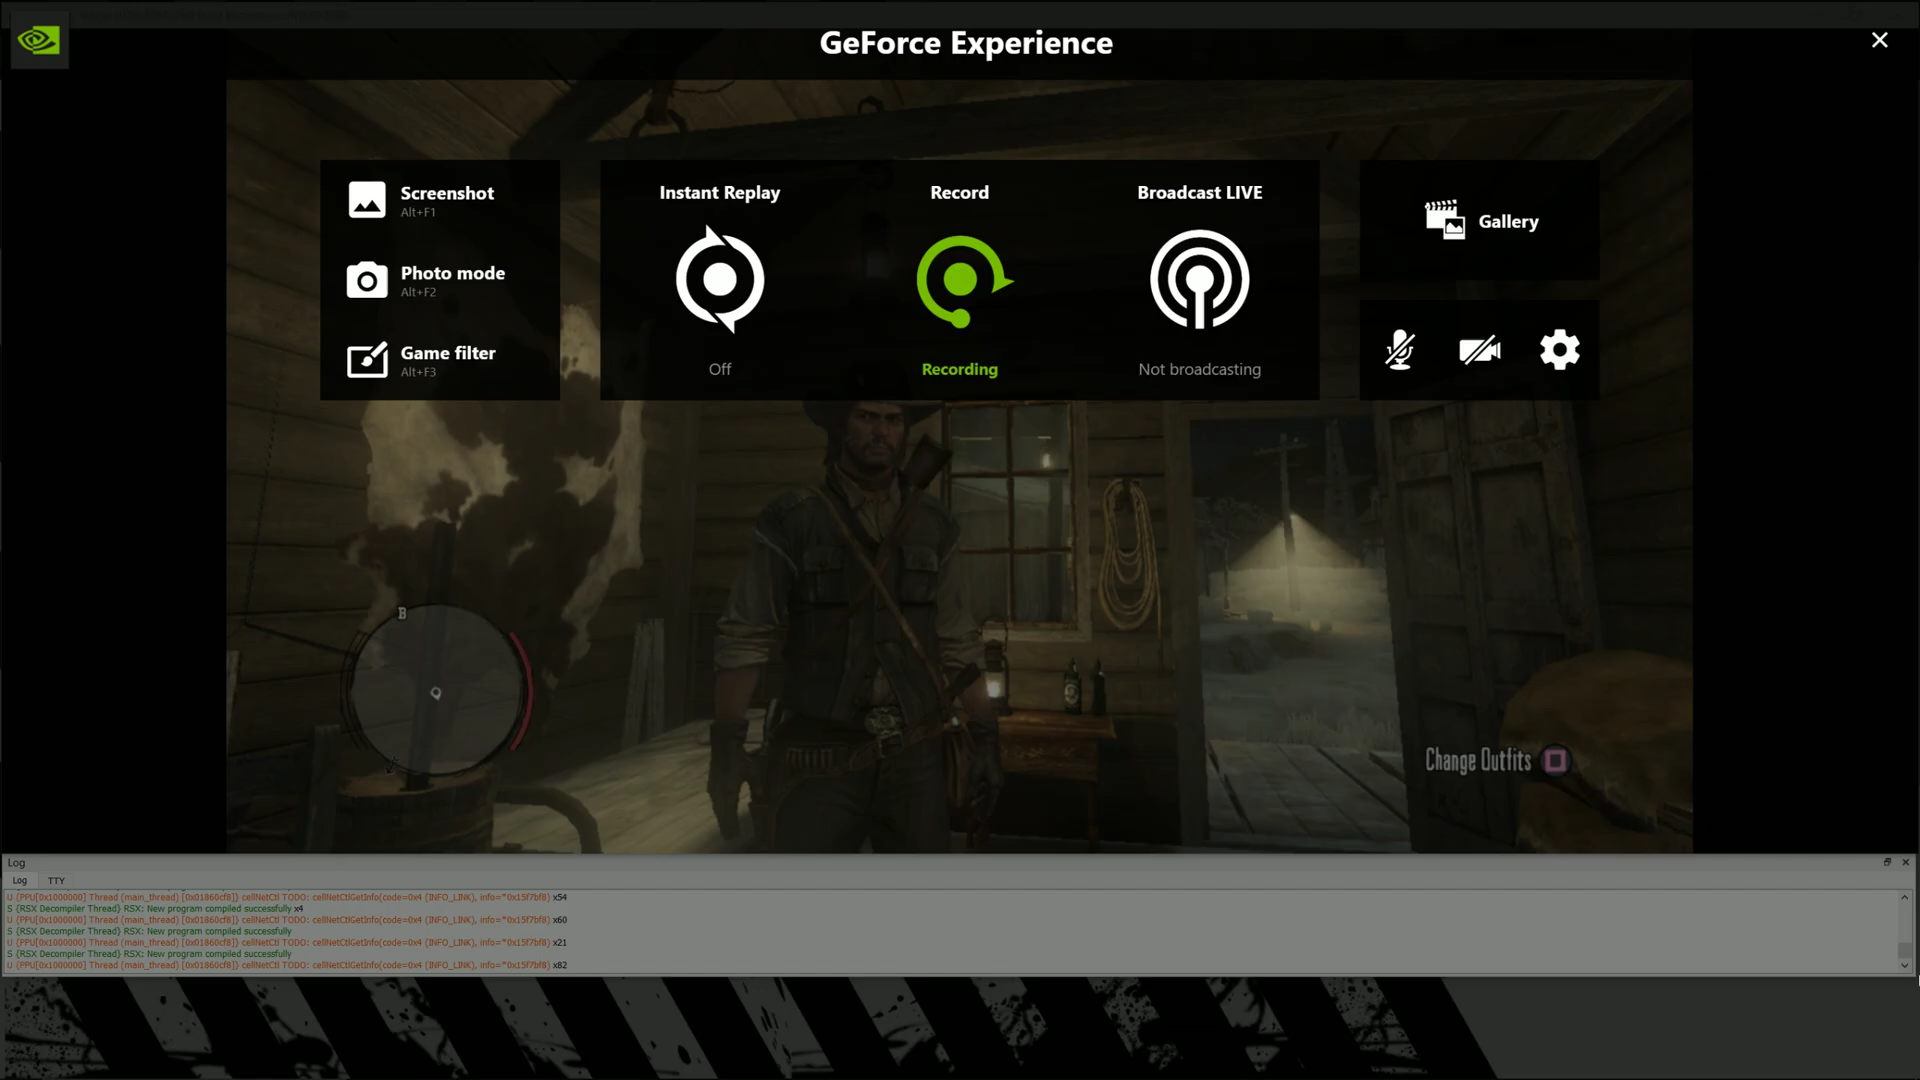 GeForce Experience
Screenshot
Alt+F1
Photo mode
Alt+F2
Game filter
Alt+F3
Instant Replay
Off
Record
Recording
Broadcast LIVE
Not broadcasting
Gallery
B
Change Outfits
Log
Log TTY
U {PPU[0x1000000] Thread (main_thread) [0x01860cf8]} cellNetCtl TODO: cellNetCtlGetInfo(code=0x4 (INFO_LINK), info=*0x15f7bf8) x54
S {RSX Decompiler Thread} RSX: New program compiled successfully x4
U {PPU[0x1000000] Thread (main_thread) [0x01860cf8]} cellNetCtl TODO: cellNetCtlGetInfo(code=0x4 (INFO_LINK), info=*0x15f7bf8) x60
S {RSX Decompiler Thread} RSX: New program compiled successfully
U {PPU[0x1000000] Thread (main_thread) [0x01860cf8]} cellNetCtl TODO: cellNetCtlGetInfo(code=0x4 (INFO_LINK), info=*0x15f7bf8) x21
S {RSX Decompiler Thread} RSX: New program compiled successfully
U {PPU[0x1000000] Thread (main_thread) [0x01860cf8]} cellNetCtl TODO: cellNetCtlGetInfo(code=0x4 (INFO_LINK), info=*0x15f7bf8) x82